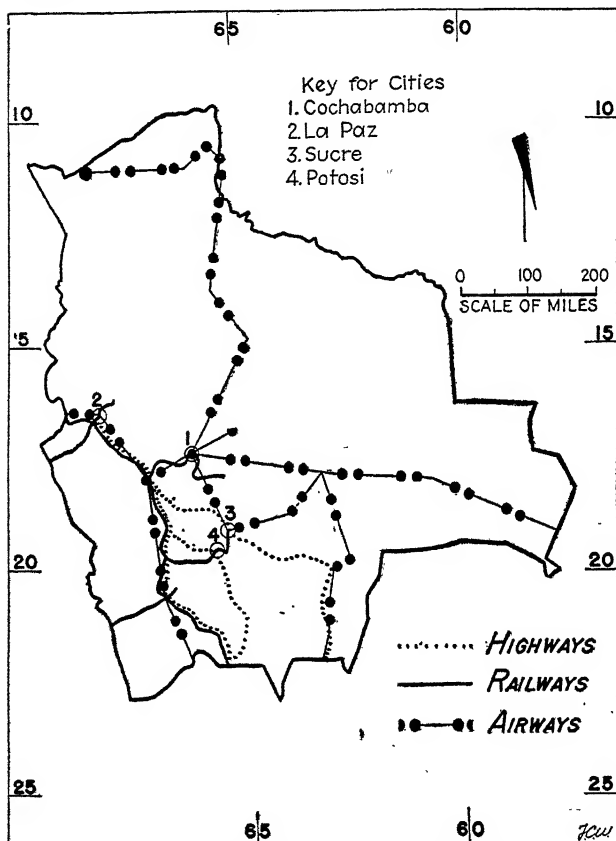 65 60
Key for Cities
1. Cochabamba
2. La Paz
3. Sucre
4. Potosi
10 10
0 100 200
SCALE OF MILES
15 15
2
1
3
4
20 20
HIGHWAYS
RAILWAYS
AIRWAYS
25 25
65 60
JCW